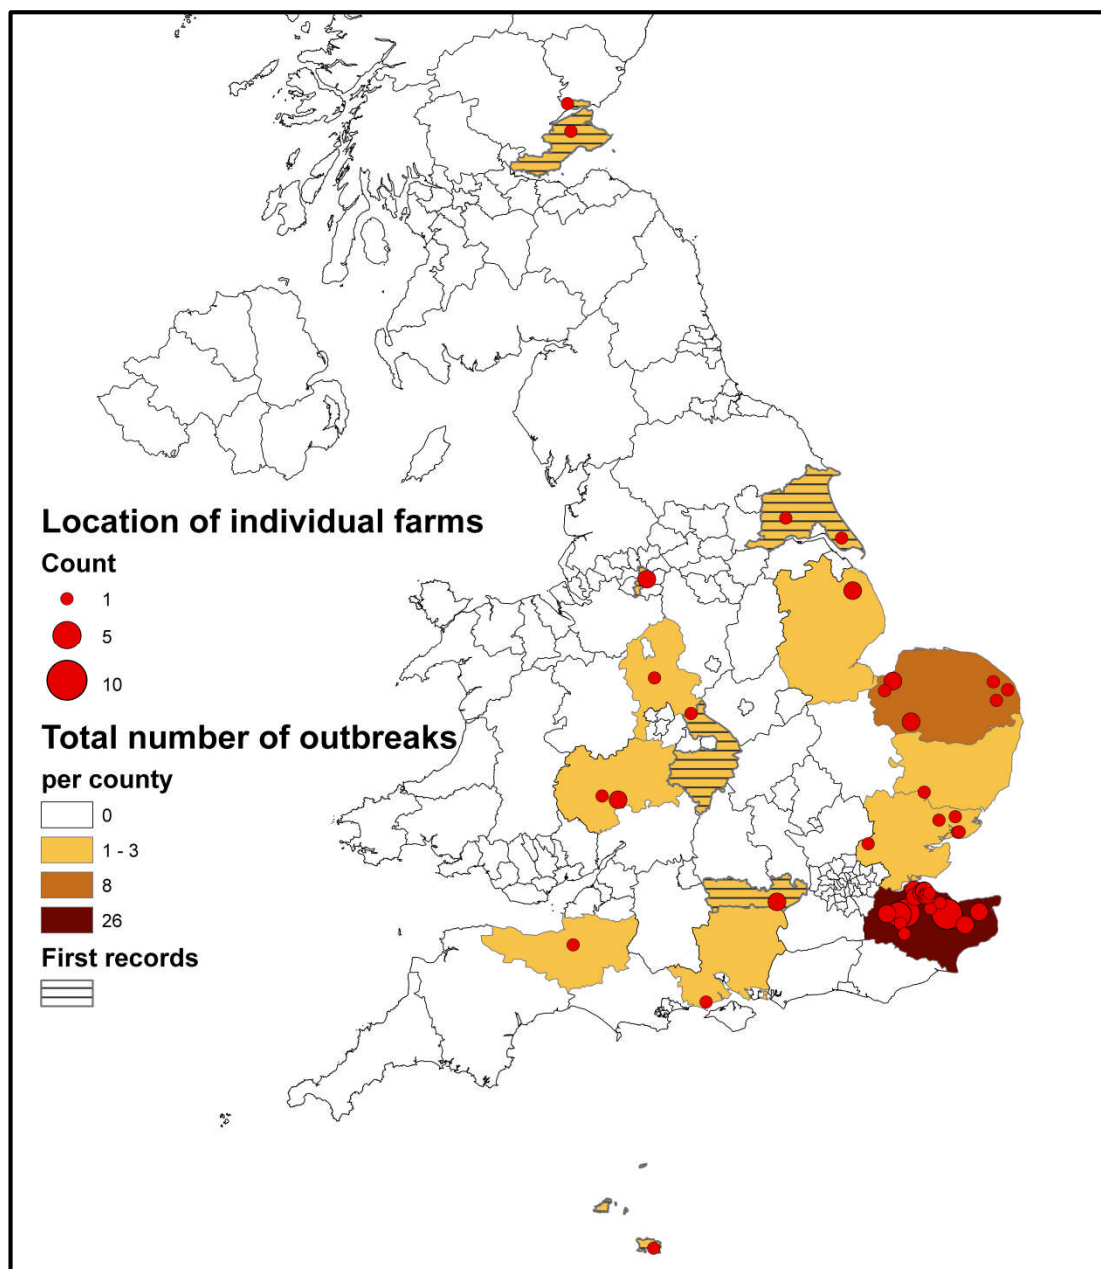 Location of individual farms
Count
1
5
10
Total number of outbreaks
per county
0
1 - 3
8
26
First records